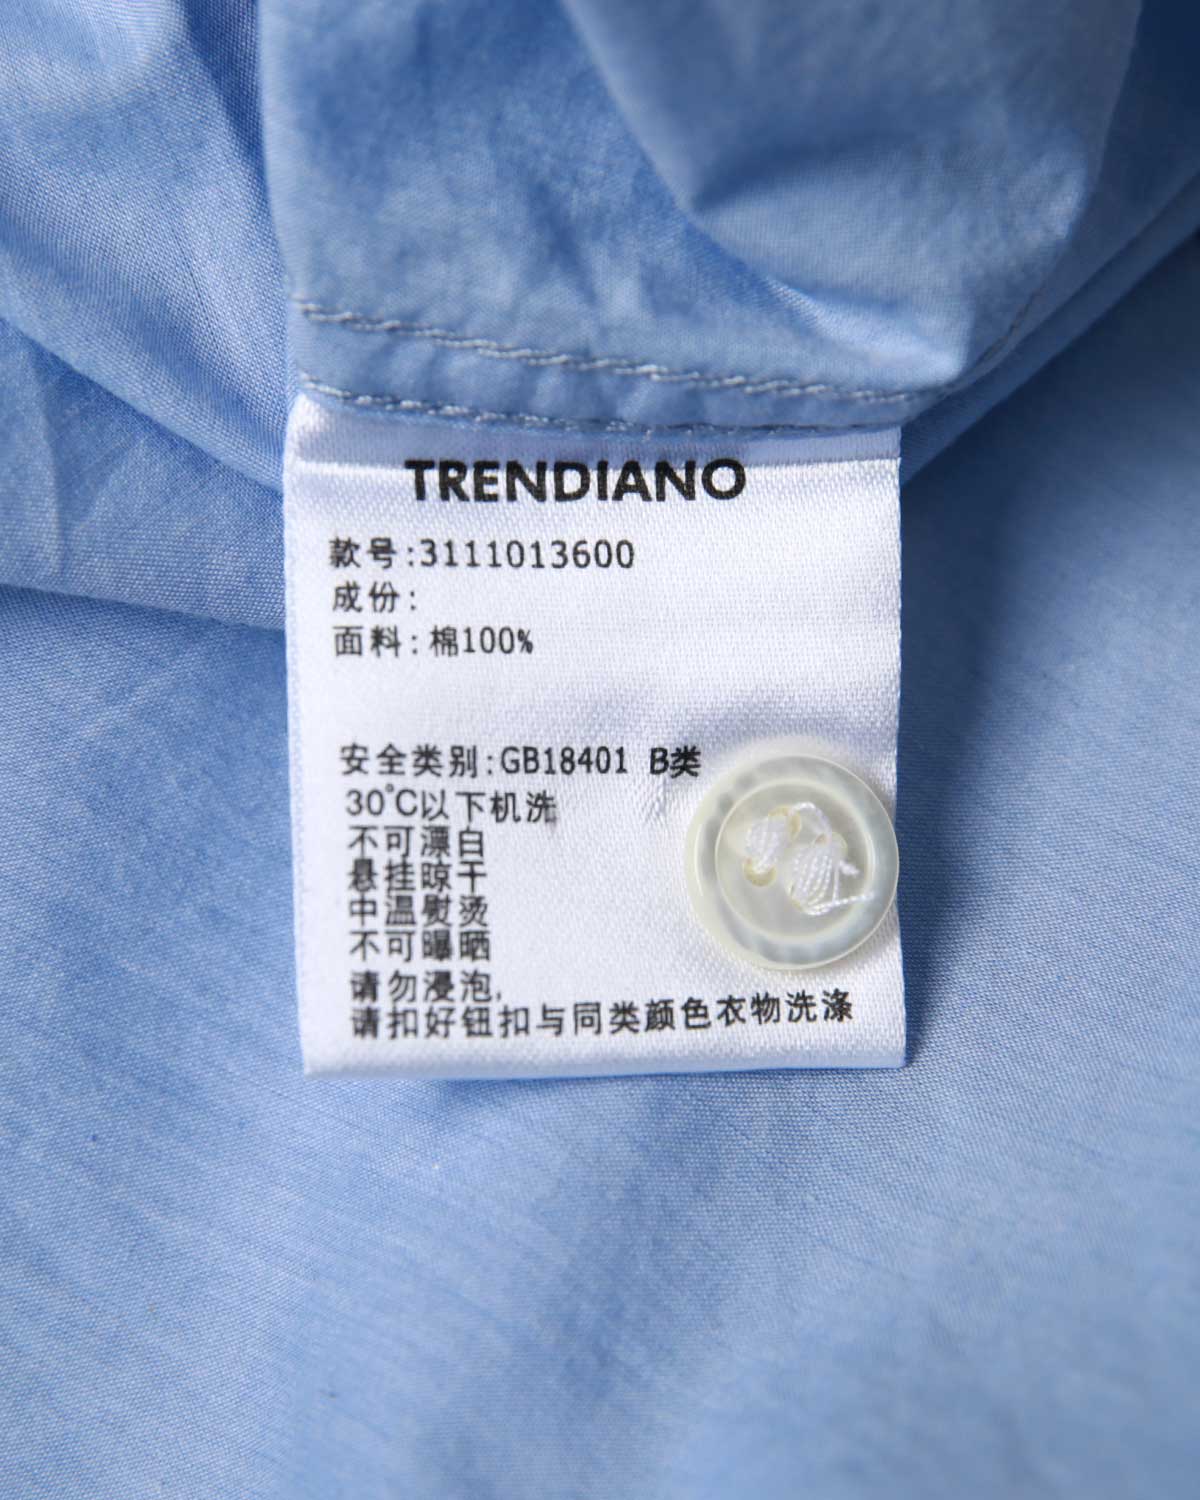 TRENDIANO
款号:3111013600
成份:
面料:棉100%
安全类别:GB18401 B类
30°C以下机洗
不可漂白
悬挂晾干
中温熨烫
不可曝晒
请勿浸泡,
请扣好钮扣与同类颜色衣物洗涤